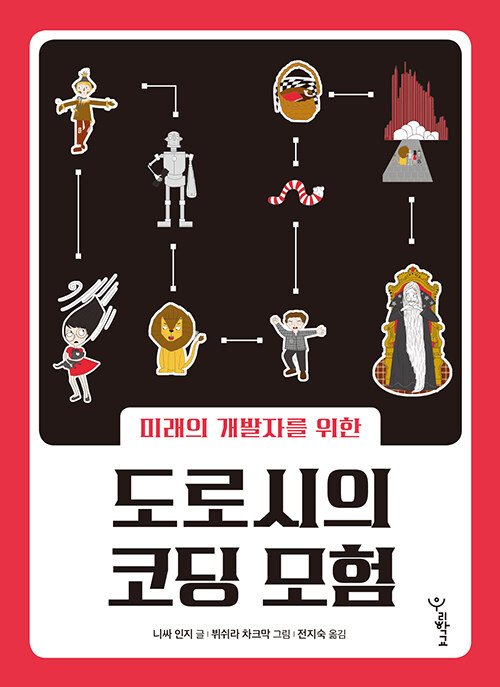 미래의 개발자를 위한
도로시의
코딩 모험
니싸 인지 글 | 뷔쉬라 차크막 그림 | 전지숙 옮김
우리학교